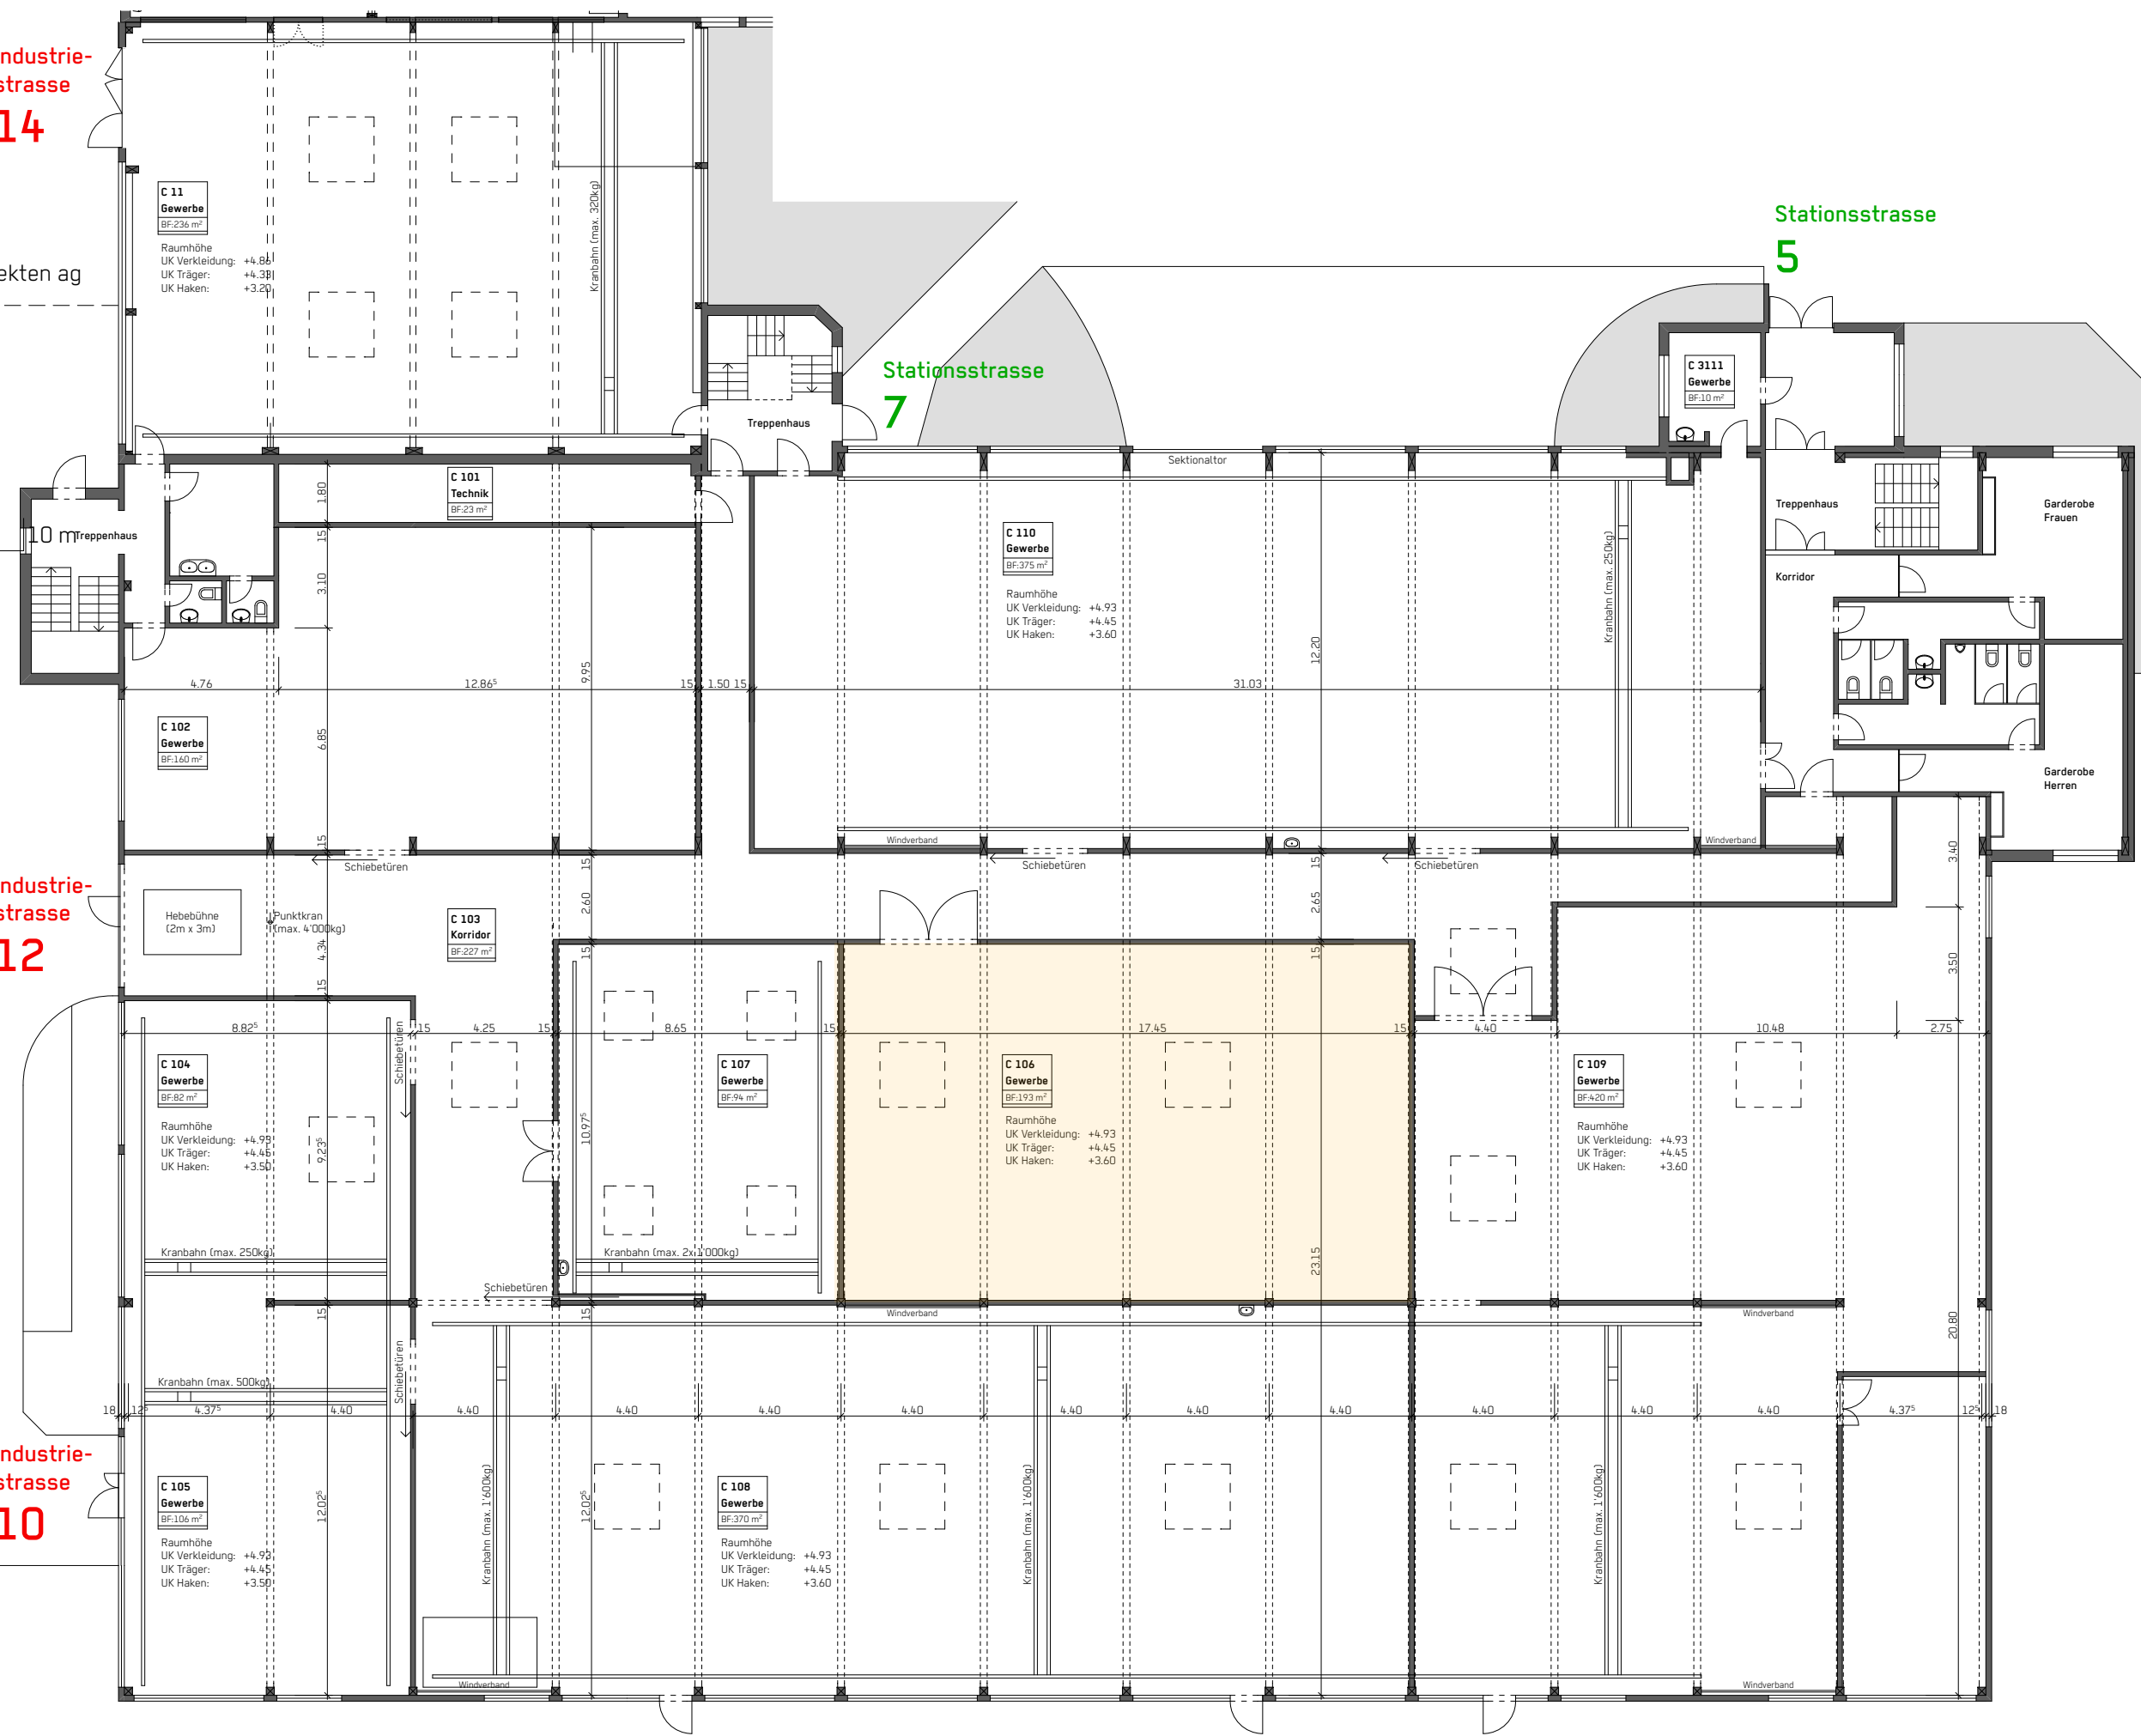 ndustrie-
strasse
14
C 11
Gewerbe
BF:236 m²
Raumhöhe
UK Verkleidung: +4.86
UK Träger: +4.33
UK Haken: +3.20
Kranbahn (max. 320kg)
ekten ag
Stationsstrasse
5
Stationsstrasse
7
C 3111
Gewerbe
BF:10 m²
Treppenhaus
Sektionaltor
C 101
Technik
BF:23 m²
1.80
15
3.10
10 m
Treppenhaus
C 110
Gewerbe
BF:375 m²
Raumhöhe
UK Verkleidung: +4.93
UK Träger: +4.45
UK Haken: +3.60
Kranbahn (max. 250kg)
12.20
Treppenhaus
Garderobe
Frauen
Korridor
9.95
4.76 12.86⁵ 15 1.50 15 31.03
C 102
Gewerbe
BF:160 m²
6.85
15
Garderobe
Herren
Windverband
Windverband
Schiebetüren
Schiebetüren
Schiebetüren
15
2.60
15
15
2.65
15
3.40
3.50
ndustrie-
strasse
12
Hebebühne
(2m x 3m)
Punktkran
(max. 4'000kg)
4.34
15
C 103
Korridor
BF:227 m²
8.82⁵ 15 4.25 15 8.65 15 17.45 15 4.40 10.48 2.75
Schiebetüren
C 104
Gewerbe
BF:82 m²
Raumhöhe
UK Verkleidung: +4.93
UK Träger: +4.45
UK Haken: +3.50
9.23⁵
C 107
Gewerbe
BF:94 m²
10.97⁵
C 106
Gewerbe
BF:193 m²
Raumhöhe
UK Verkleidung: +4.93
UK Träger: +4.45
UK Haken: +3.60
C 109
Gewerbe
BF:420 m²
Raumhöhe
UK Verkleidung: +4.93
UK Träger: +4.45
UK Haken: +3.60
Kranbahn (max. 250kg)
Kranbahn (max. 2x 1'000kg)
23.15
Schiebetüren
15
15
Windverband
Windverband
20.80
Kranbahn (max. 500kg)
Schiebetüren
18 12⁵ 4.37⁵ 4.40 4.40 4.40 4.40 4.40 4.40 4.40 4.40 4.40 4.40 4.40 4.37⁵ 12⁵ 18
ndustrie-
strasse
10
C 105
Gewerbe
BF:106 m²
Raumhöhe
UK Verkleidung: +4.93
UK Träger: +4.45
UK Haken: +3.50
12.02⁵
Kranbahn (max. 1'600kg)
12.02⁵
C 108
Gewerbe
BF:370 m²
Raumhöhe
UK Verkleidung: +4.93
UK Träger: +4.45
UK Haken: +3.60
Kranbahn (max. 1'600kg)
Kranbahn (max. 1'600kg)
Windverband
Windverband